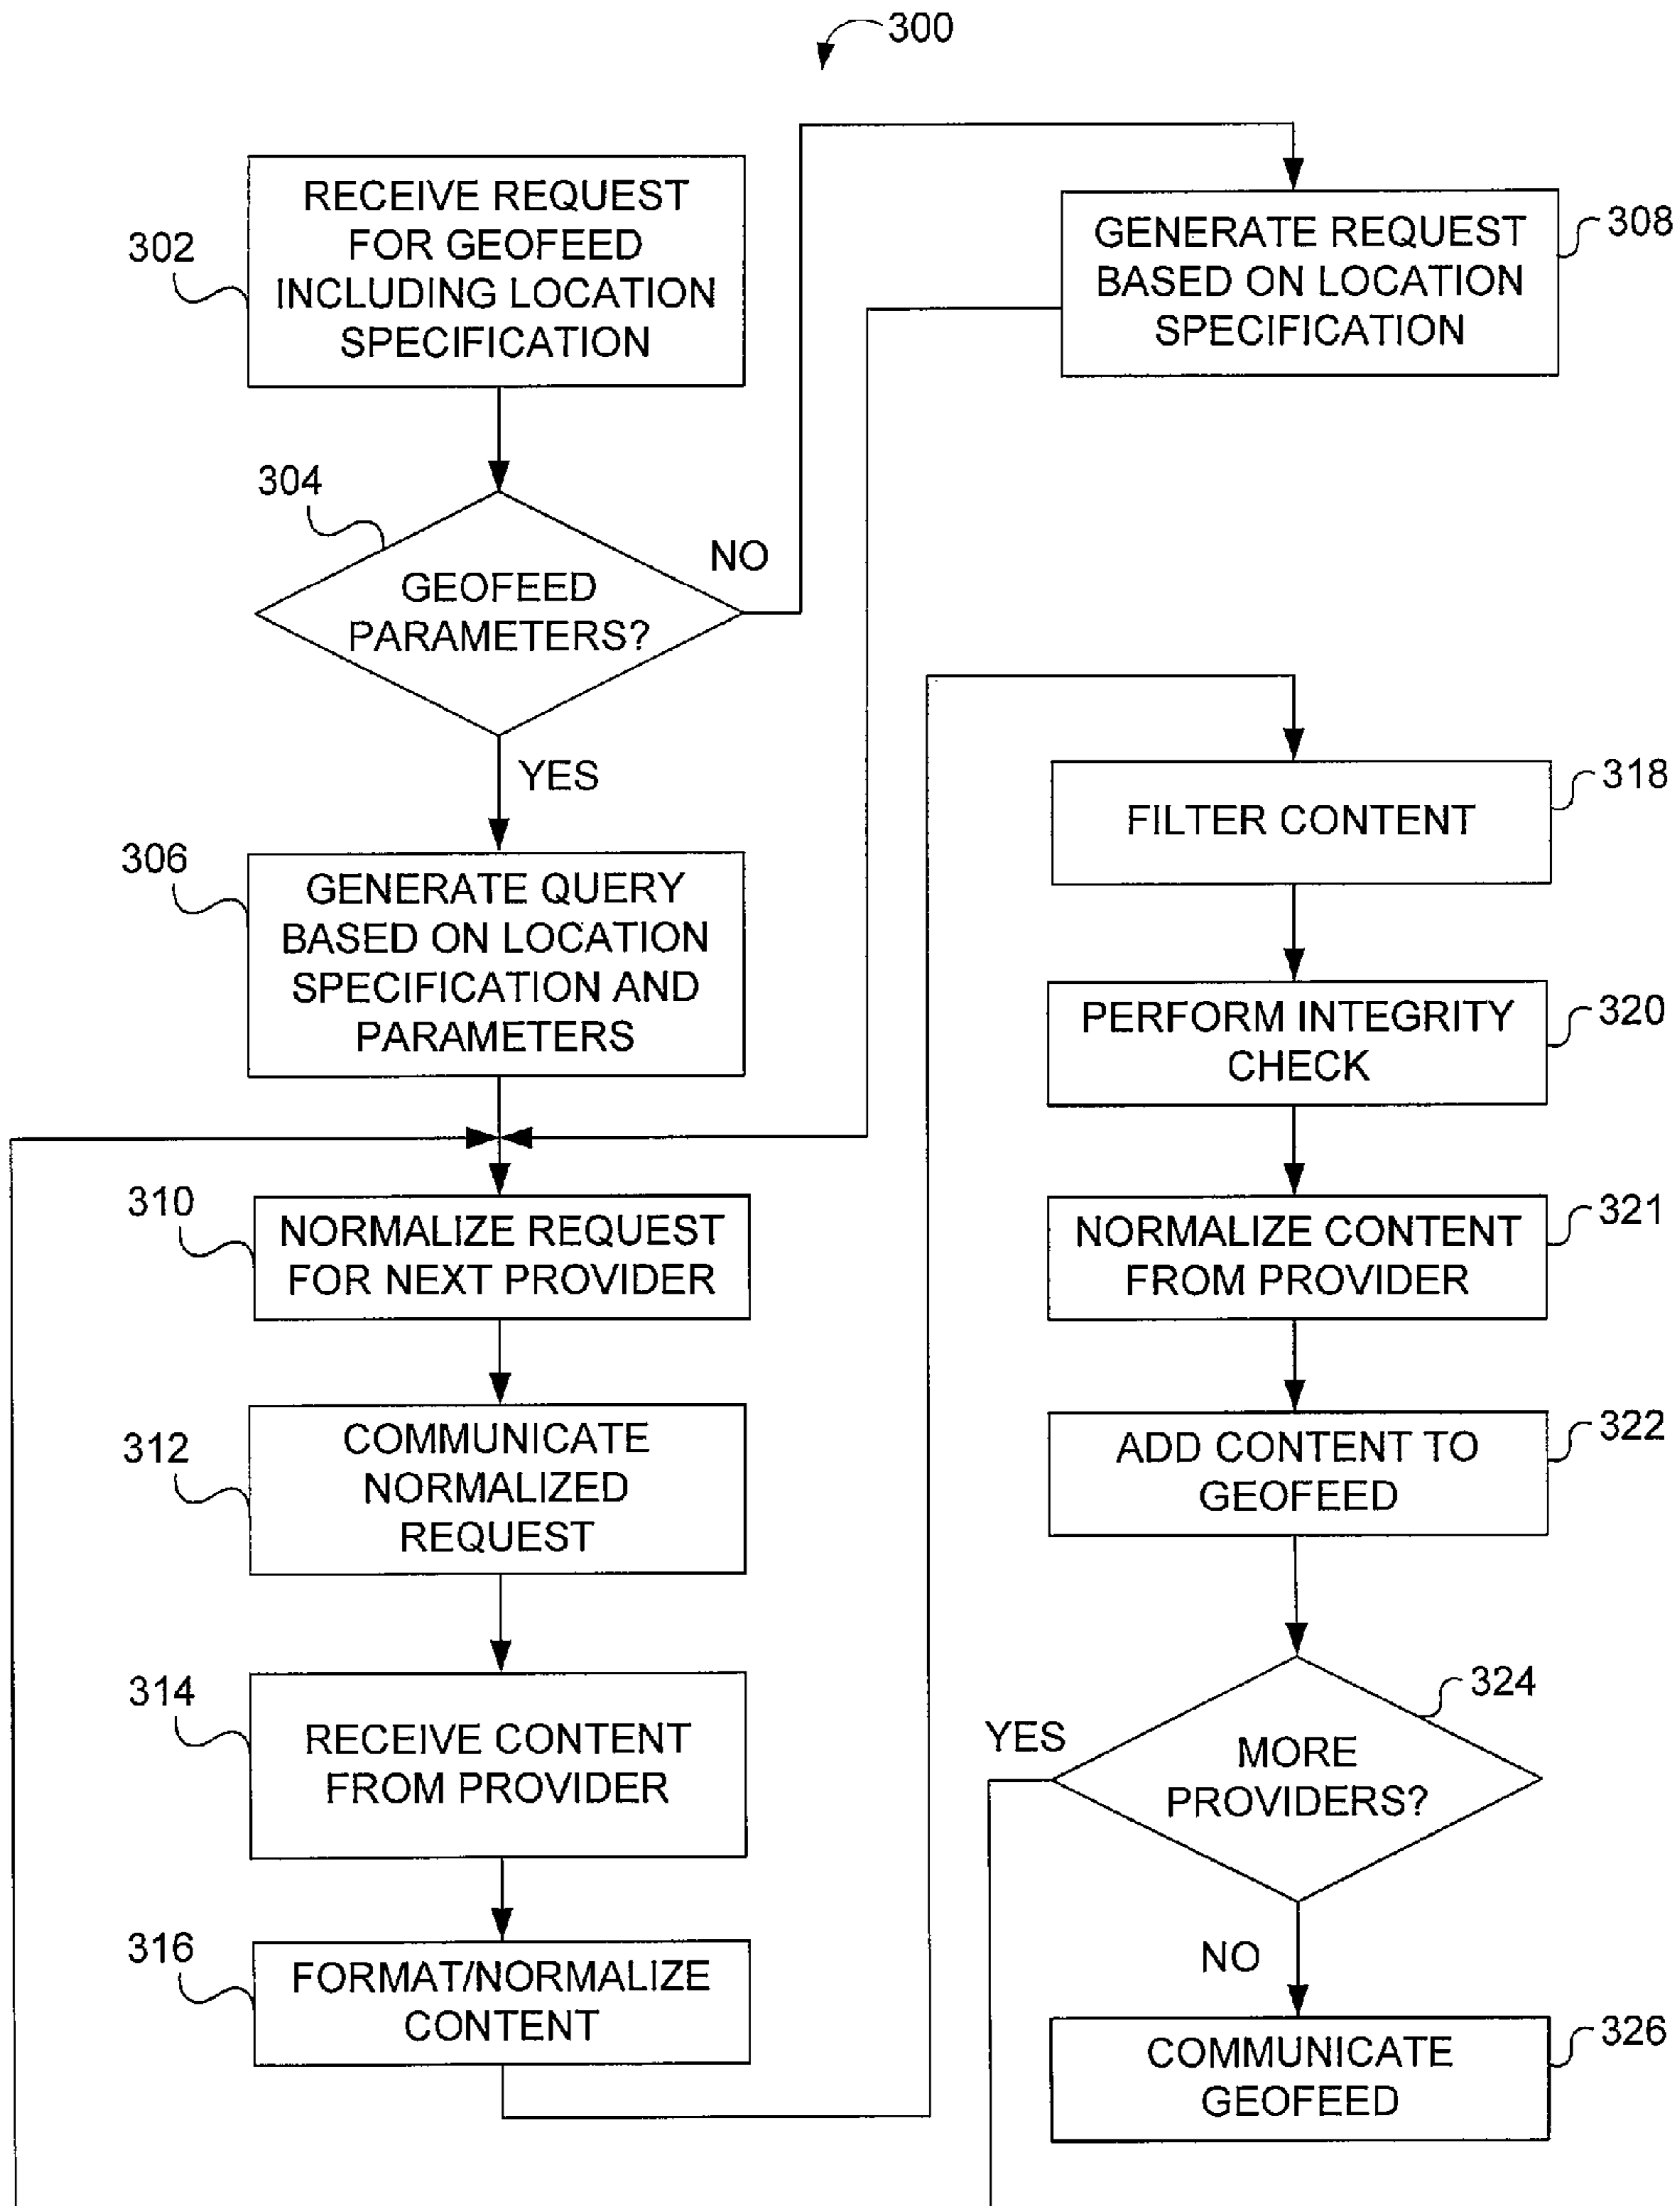 300
302
RECEIVE REQUEST
FOR GEOFEED
INCLUDING LOCATION
SPECIFICATION
304
GEOFEED
PARAMETERS?
NO
YES
306
GENERATE QUERY
BASED ON LOCATION
SPECIFICATION AND
PARAMETERS
308
GENERATE REQUEST
BASED ON LOCATION
SPECIFICATION
310
NORMALIZE REQUEST
FOR NEXT PROVIDER
312
COMMUNICATE
NORMALIZED
REQUEST
314
RECEIVE CONTENT
FROM PROVIDER
316
FORMAT/NORMALIZE
CONTENT
318
FILTER CONTENT
320
PERFORM INTEGRITY
CHECK
321
NORMALIZE CONTENT
FROM PROVIDER
322
ADD CONTENT TO
GEOFEED
324
MORE
PROVIDERS?
YES
NO
326
COMMUNICATE
GEOFEED